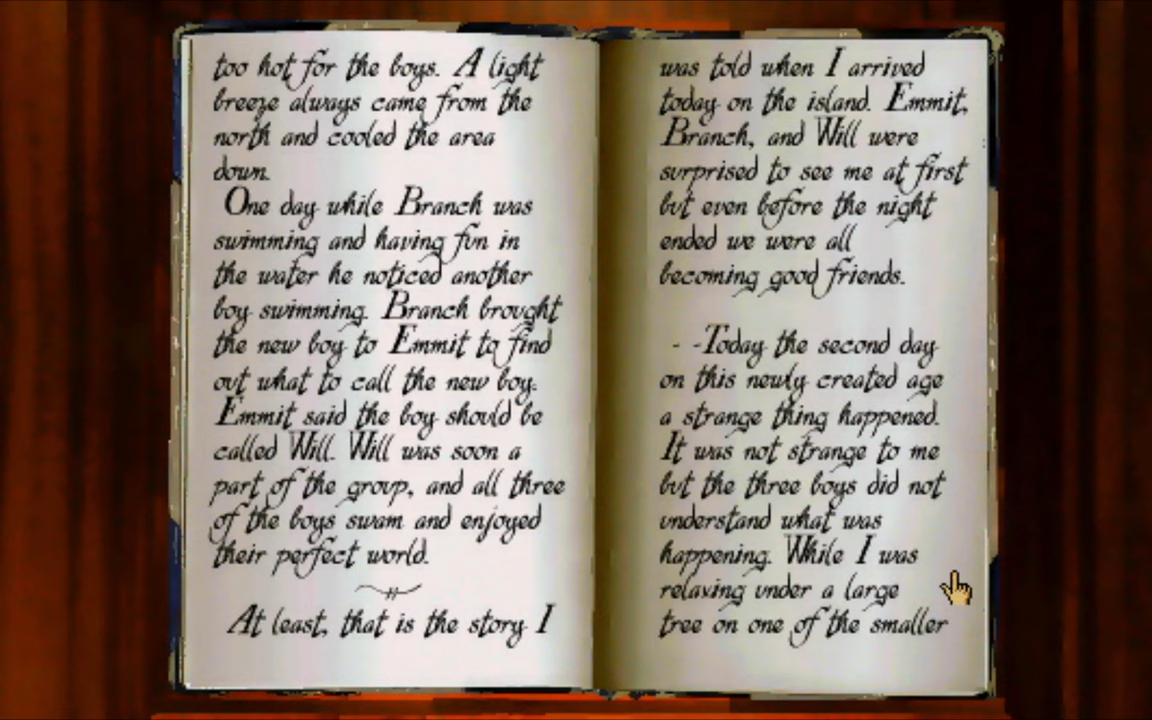 too hot for the boys. A light
breeze always came from the
north and cooled the area
down.
One day while Branch was
swimming and having fun in
the water he noticed another
boy swimming. Branch brought
the new boy to Emmit to find
out what to call the new boy.
Emmit said the boy should be
called Will. Will was soon a
part of the group, and all three
of the boys swam and enjoyed
their perfect world.
At least, that is the story I
was told when I arrived
today on the island. Emmit,
Branch, and Will were
surprised to see me at first
but even before the night
ended we were all
becoming good friends.
- -Today the second day
on this newly created age
a strange thing happened.
It was not strange to me
but the three boys did not
understand what was
happening. While I was
relaxing under a large
tree on one of the smaller